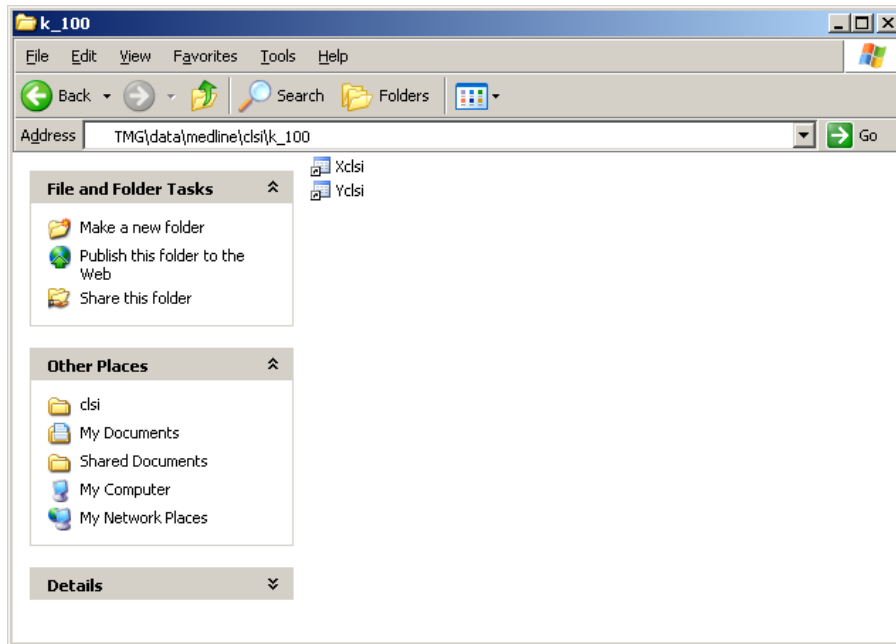 k_100
File Edit View Favorites Tools Help
Back Search Folders
Address TMG\data\medline\clsi\k_100 Go
File and Folder Tasks
Make a new folder
Publish this folder to the
Web
Share this folder
Other Places
clsi
My Documents
Shared Documents
My Computer
My Network Places
Details
Xclsi
Yclsi